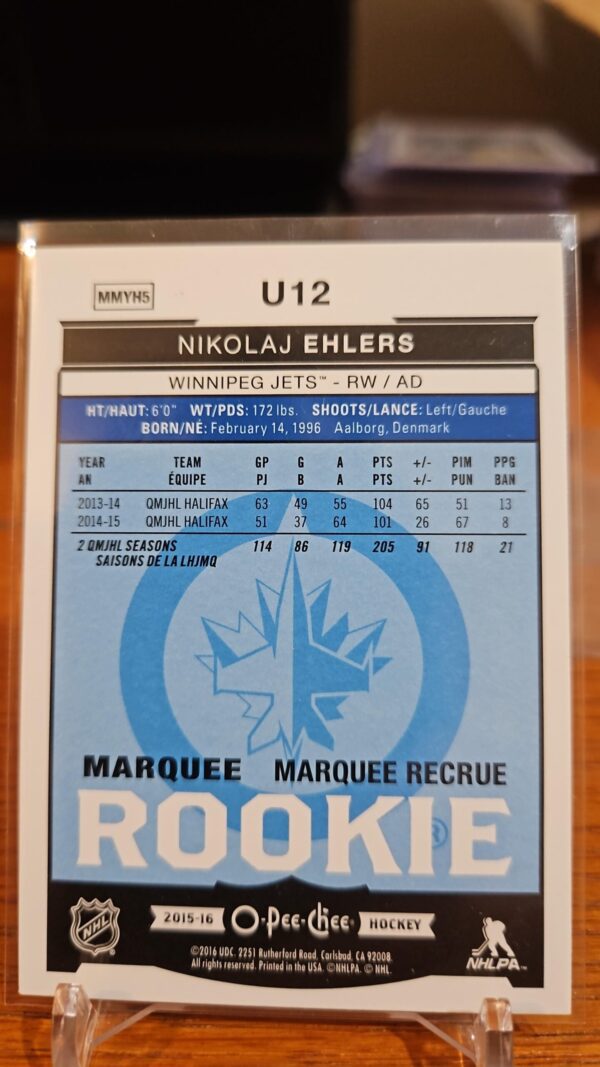 MMYH5
U12
NIKOLAJ EHLERS
WINNIPEG JETS™ - RW / AD
HT/HAUT: 6'0" WT/PDS: 172 lbs. SHOOTS/LANCE: Left/Gauche
BORN/NÉ: February 14, 1996 Aalborg, Denmark
YEAR TEAM GP G A PTS +/- PIM PPG
AN ÉQUIPE PJ B A PTS +/- PUN BAN
2013-14 QMJHL HALIFAX 63 49 55 104 65 51 13
2014-15 QMJHL HALIFAX 51 37 64 101 26 67 8
2 QMJHL SEASONS 114 86 119 205 91 118 21
SAISONS DE LA LHJMQ
MARQUEE MARQUEE RECRUE
ROOKIE ®
NHL 2015-16 O-Pee-Chee® HOCKEY
NHLPA™
©2016 UDC. 2251 Rutherford Road, Carlsbad, CA 92008.
All rights reserved. Printed in the USA. ©NHLPA. © NHL.